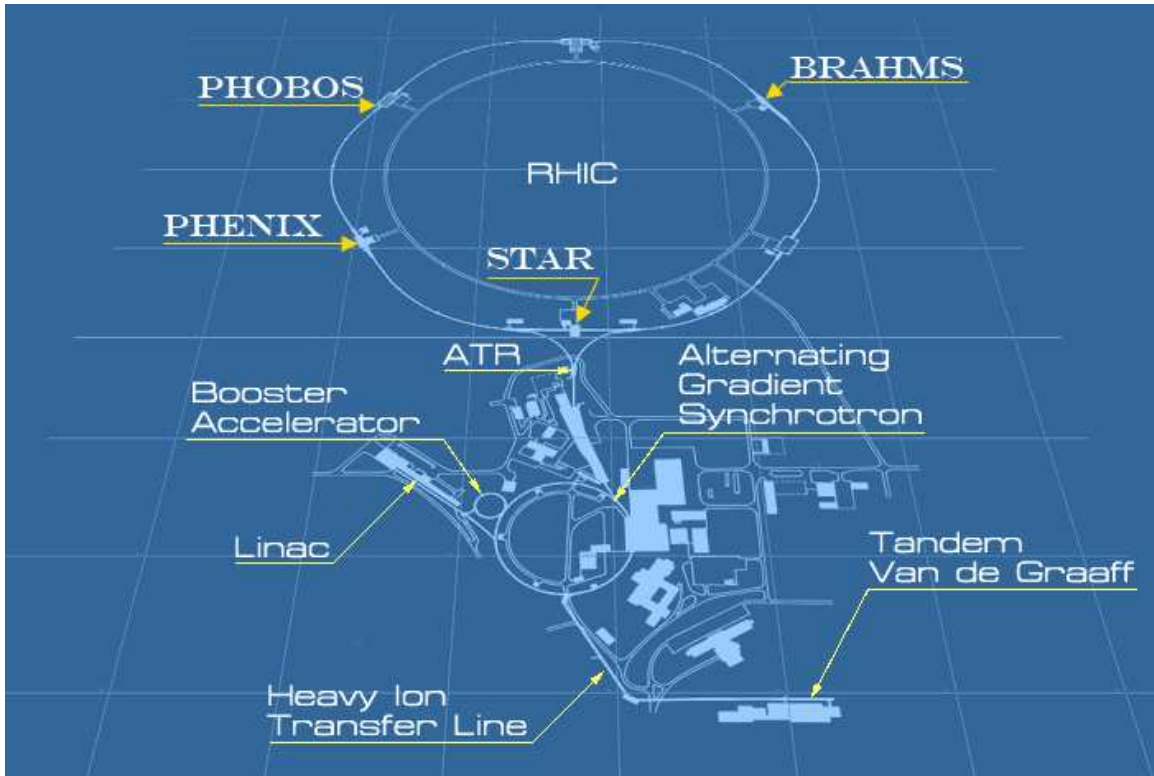 BRAHMS
PHOBOS
RHIC
PHENIX
STAR
ATR
Alternating
Gradient
Synchrotron
Booster
Accelerator
Linac
Tandem
Van de Graaff
Heavy Ion
Transfer Line